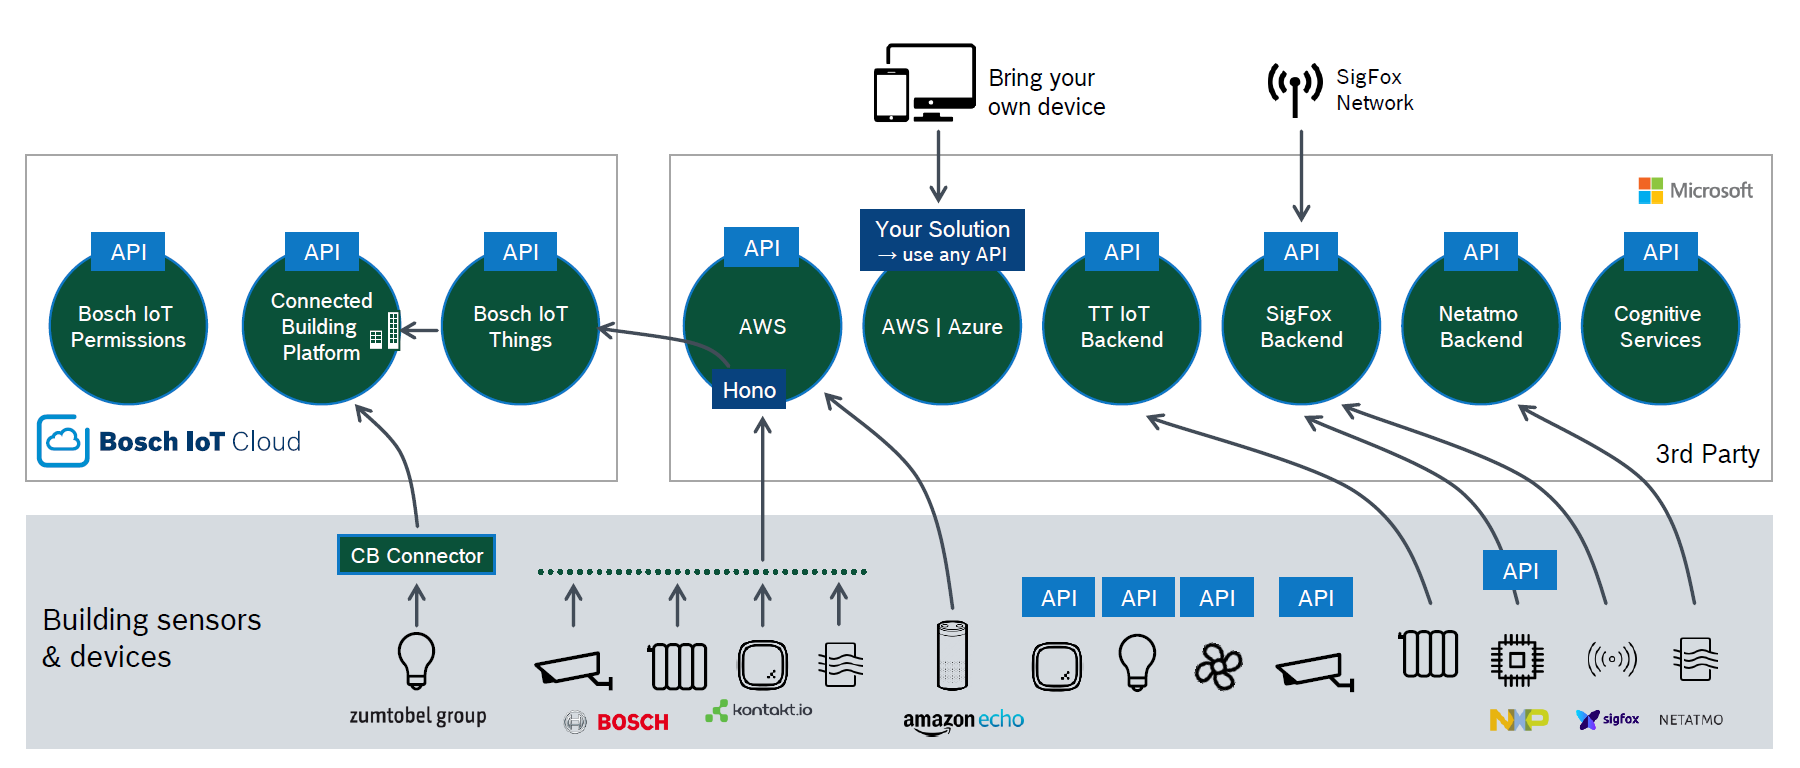 Bring your
own device
SigFox
Network
Microsoft
API
API
API
API
Your Solution
→ use any API
API
API
API
API
Bosch IoT
Permissions
Connected
Building
Platform
Bosch IoT
Things
AWS
Hono
AWS | Azure
TT IoT
Backend
SigFox
Backend
Netatmo
Backend
Cognitive
Services
Bosch IoT Cloud
3rd Party
CB Connector
API
API
API
API
API
Building sensors
& devices
zumtobel group
BOSCH
kontakt.io
amazon echo
NXP
sigfox
NETATMO